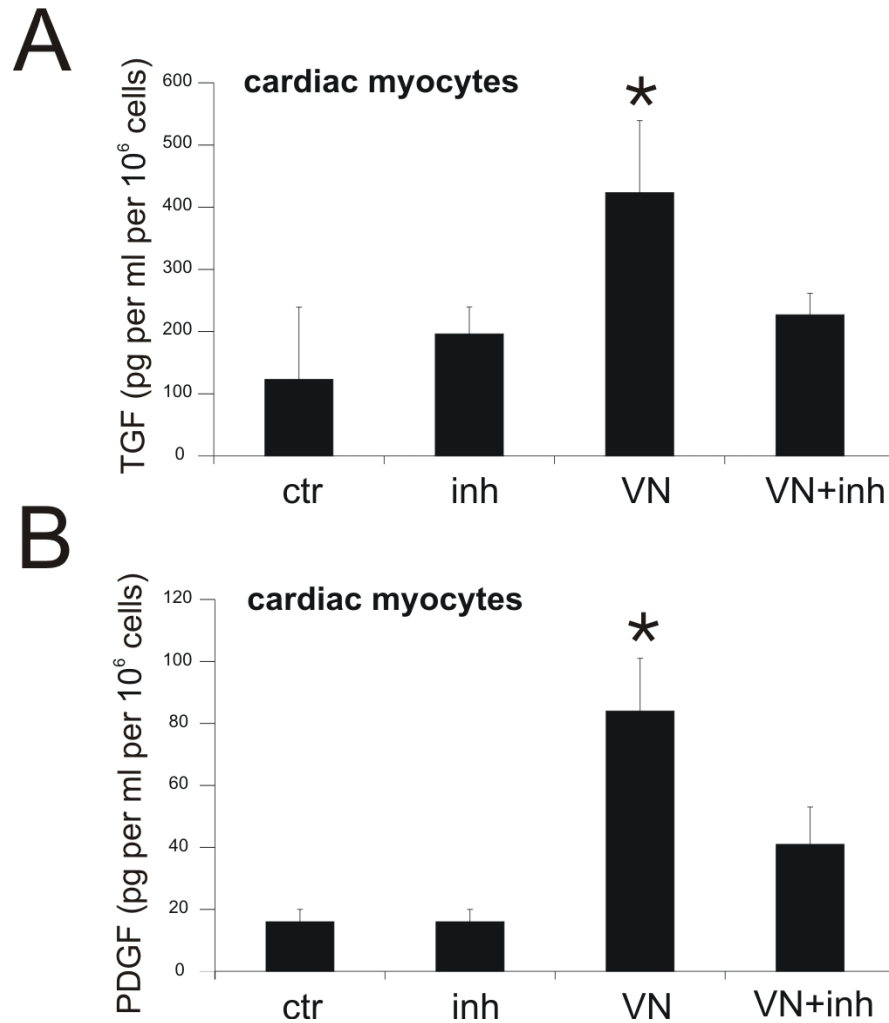 A
cardiac myocytes
TGF (pg per ml per 10⁶ cells)
600
500
400
300
200
100
0
*
ctr inh VN VN+inh
B
cardiac myocytes
PDGF (pg per ml per 10⁶ cells)
120
100
80
60
40
20
0
*
ctr inh VN VN+inh